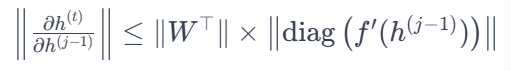 ‖∂h^(t)/∂h^(j−1)‖ ≤ ‖W^⊤‖ × ‖diag (f′(h^(j−1)))‖